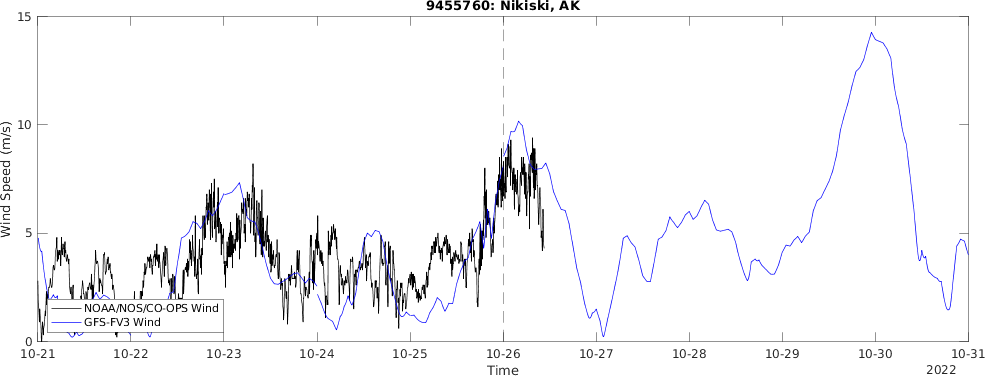 9455760: Nikiski, AK
15
10
5
0
Wind Speed (m/s)
NOAA/NOS/CO-OPS Wind
GFS-FV3 Wind
10-21 10-22 10-23 10-24 10-25 10-26 10-27 10-28 10-29 10-30 10-31
Time
2022